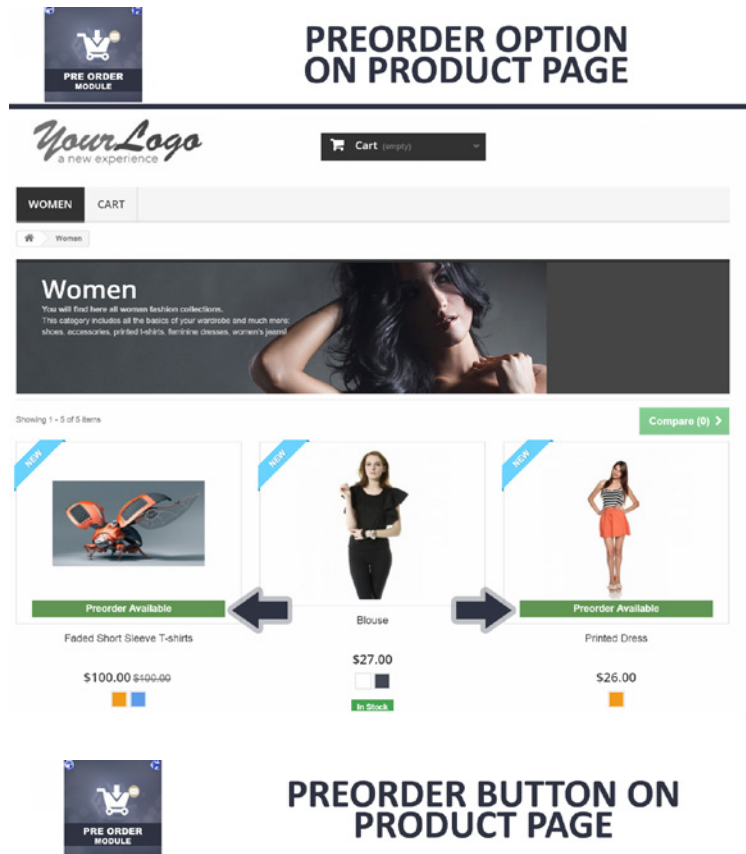 PRE ORDER
MODULE
PREORDER OPTION
ON PRODUCT PAGE
YourLogo
a new experience
Cart (empty)
WOMEN CART
Women
Women
You will find here all woman fashion collections.
This category includes all the basics of your wardrobe and much more:
shoes, accessories, printed t-shirts, feminine dresses, women's jeans!
Showing 1 - 5 of 5 items
Compare (0)
NEW
NEW
NEW
Preorder Available
Faded Short Sleeve T-shirts
$100.00 $100.00
Blouse
$27.00
In Stock
Preorder Available
Printed Dress
$26.00
PRE ORDER
MODULE
PREORDER BUTTON ON
PRODUCT PAGE